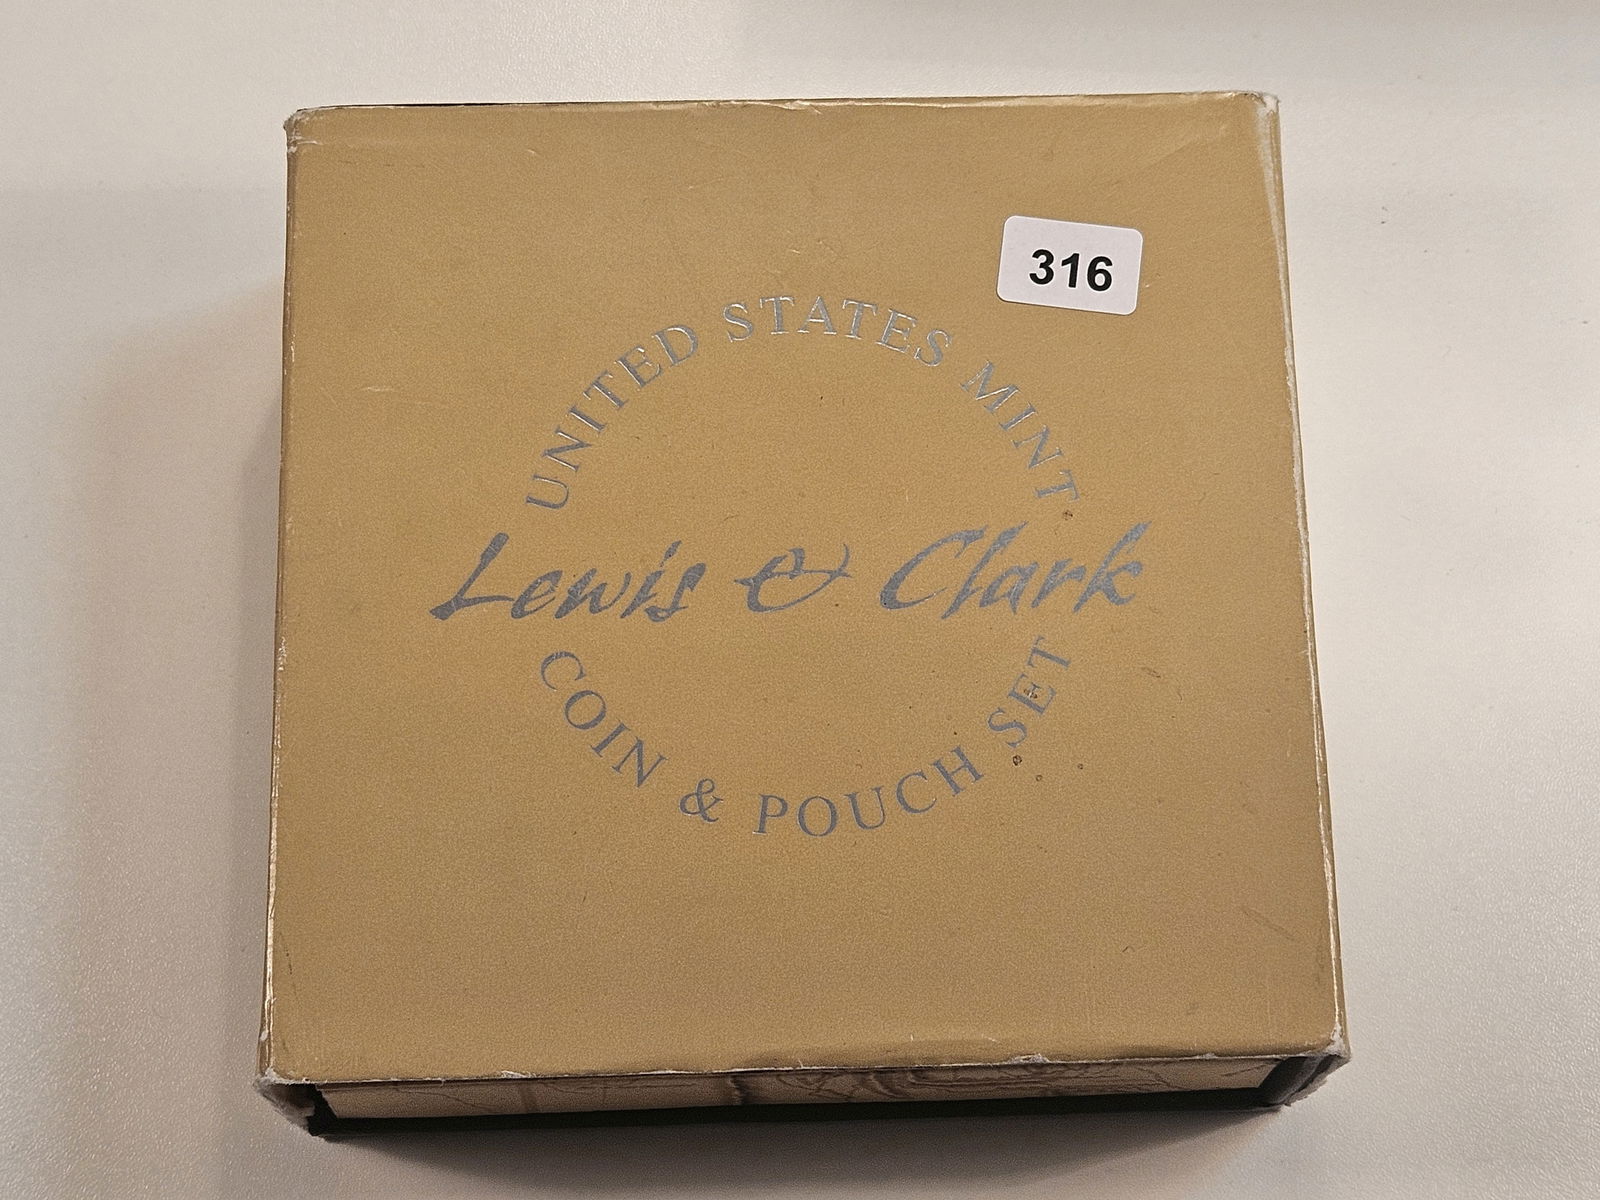 316
UNITED STATES MINT
Lewis & Clark
COIN & POUCH SET